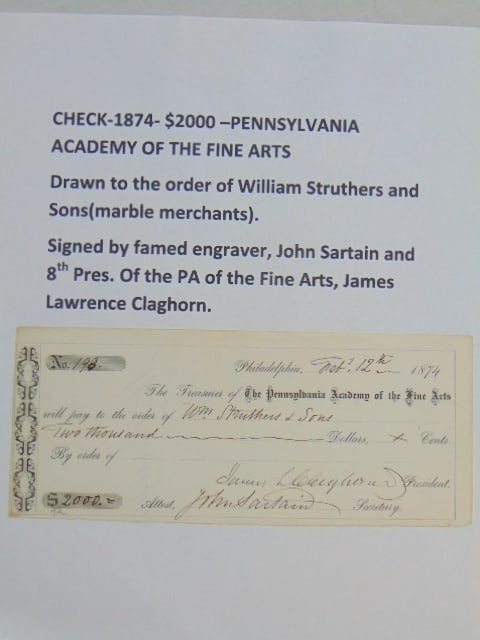 CHECK-1874- $2000 –PENNSYLVANIA
ACADEMY OF THE FINE ARTS
Drawn to the order of William Struthers and
Sons(marble merchants).
Signed by famed engraver, John Sartain and
8th Pres. Of the PA of the Fine Arts, James
Lawrence Claghorn.
No. 193.
Philadelphia, Feby. 12th 1874
The Treasurer of The Pennsylvania Academy of the Fine Arts
will pay to the order of Wm Struthers & Sons
Two thousand Dollars, Cents.
By order of
James L Claghorn President.
$2000.=
Attest, John Sartain Secretary.